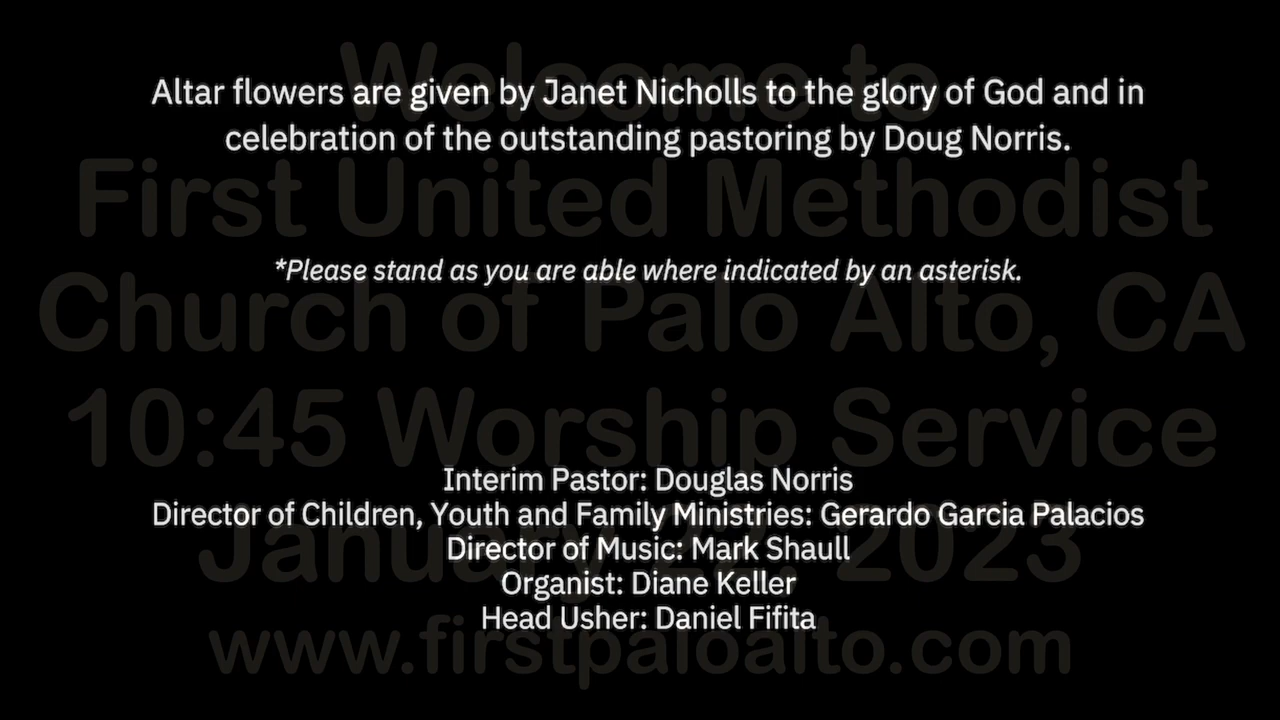 Altar flowers are given by Janet Nicholls to the glory of God and in
celebration of the outstanding pastoring by Doug Norris.
*Please stand as you are able where indicated by an asterisk.
Interim Pastor: Douglas Norris
Director of Children, Youth and Family Ministries: Gerardo Garcia Palacios
Director of Music: Mark Shaull
Organist: Diane Keller
Head Usher: Daniel Fifita
Welcome to
First United Methodist
Church of Palo Alto, CA
10:45 Worship Service
January 22, 2023
www.firstpaloalto.com